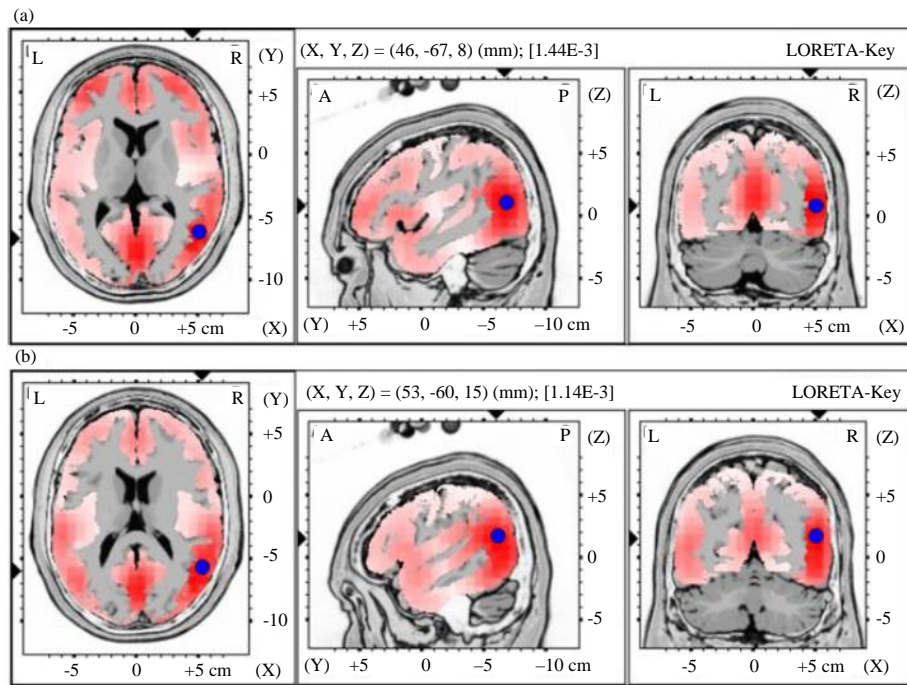 (a)
(X, Y, Z) = (46, -67, 8) (mm); [1.44E-3] LORETA-Key
L R (Y)
+5
0
-5
-10
-5 0 +5 cm (X)
A P (Z)
+5
0
-5
(Y) +5 0 −5 −10 cm
L R (Z)
+5
0
-5
-5 0 +5 cm (X)
(b)
(X, Y, Z) = (53, -60, 15) (mm); [1.14E-3] LORETA-Key
L R (Y)
+5
0
-5
-10
-5 0 +5 cm (X)
A P (Z)
+5
0
-5
(Y) +5 0 −5 −10 cm
L R (Z)
+5
0
-5
-5 0 +5 cm (X)